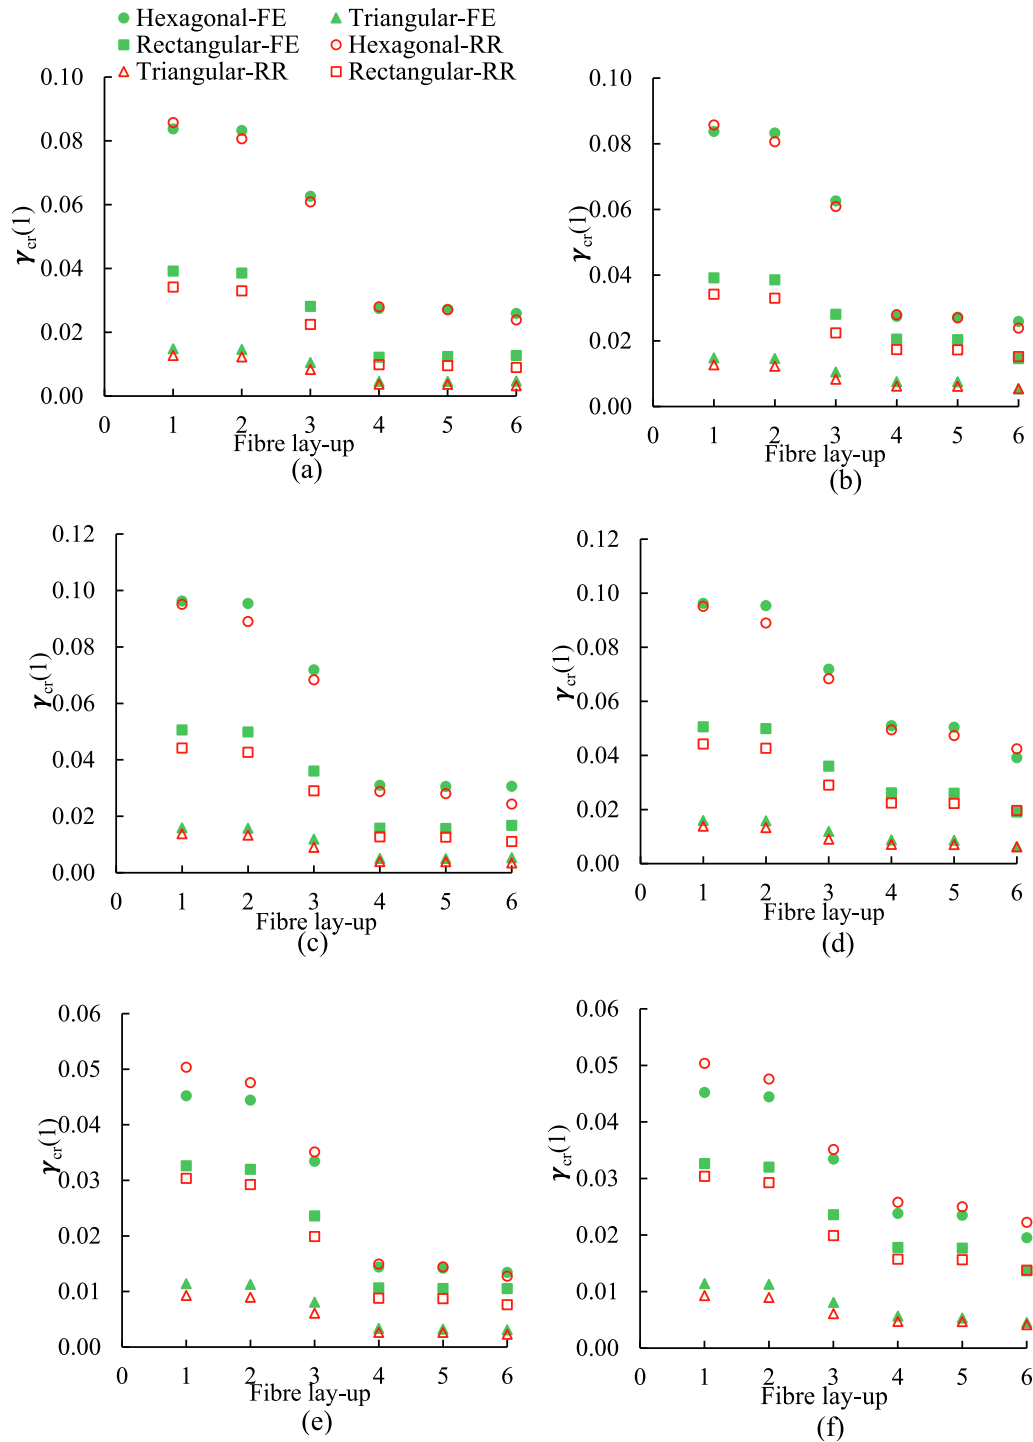 Hexagonal-FE Triangular-FE
Rectangular-FE Hexagonal-RR
Triangular-RR Rectangular-RR
0.10
0.08
0.06
0.04
0.02
0.00
γcr(1)
0 1 2 3 4 5 6
Fibre lay-up
(a)
0.10
0.08
0.06
0.04
0.02
0.00
γcr(1)
0 1 2 3 4 5 6
Fibre lay-up
(b)
0.12
0.10
0.08
0.06
0.04
0.02
0.00
γcr(1)
0 1 2 3 4 5 6
Fibre lay-up
(c)
0.12
0.10
0.08
0.06
0.04
0.02
0.00
γcr(1)
0 1 2 3 4 5 6
Fibre lay-up
(d)
0.06
0.05
0.04
0.03
0.02
0.01
0.00
γcr(1)
0 1 2 3 4 5 6
Fibre lay-up
(e)
0.06
0.05
0.04
0.03
0.02
0.01
0.00
γcr(1)
0 1 2 3 4 5 6
Fibre lay-up
(f)